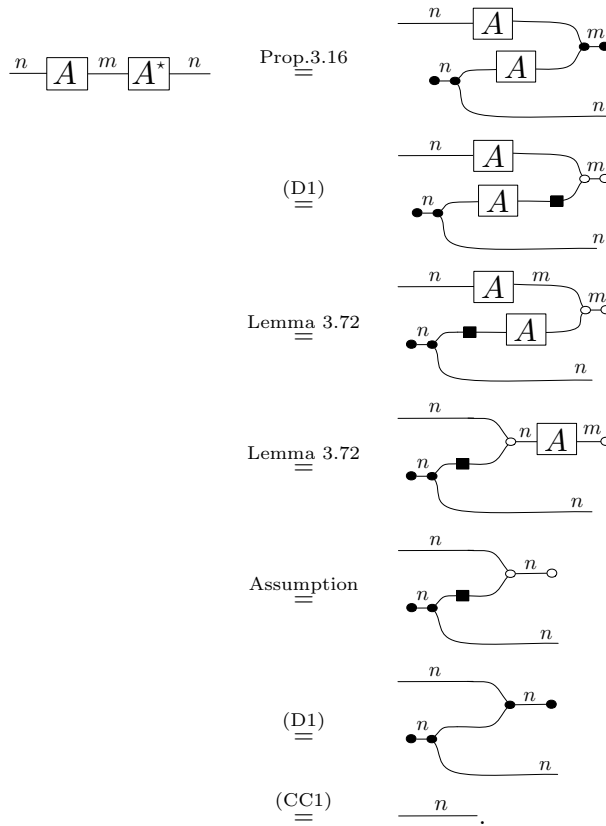 n A m A⋆ n
Prop.3.16
=
n A m
n A
n
(D1)
=
n A m
n A
n
Lemma 3.72
=
n A m m
n A
n
Lemma 3.72
=
n n A m
n
n
Assumption
=
n n
n
n
(D1)
=
n n
n
n
(CC1)
=
n .